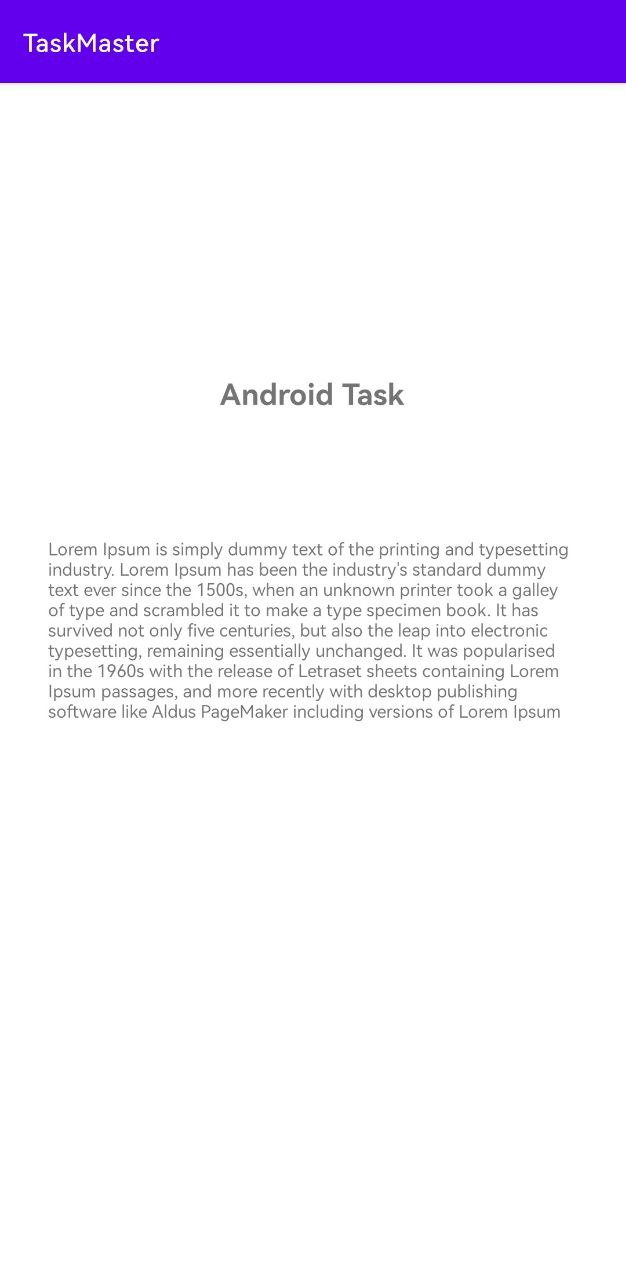 TaskMaster
Android Task
Lorem Ipsum is simply dummy text of the printing and typesetting
industry. Lorem Ipsum has been the industry's standard dummy
text ever since the 1500s, when an unknown printer took a galley
of type and scrambled it to make a type specimen book. It has
survived not only five centuries, but also the leap into electronic
typesetting, remaining essentially unchanged. It was popularised
in the 1960s with the release of Letraset sheets containing Lorem
Ipsum passages, and more recently with desktop publishing
software like Aldus PageMaker including versions of Lorem Ipsum